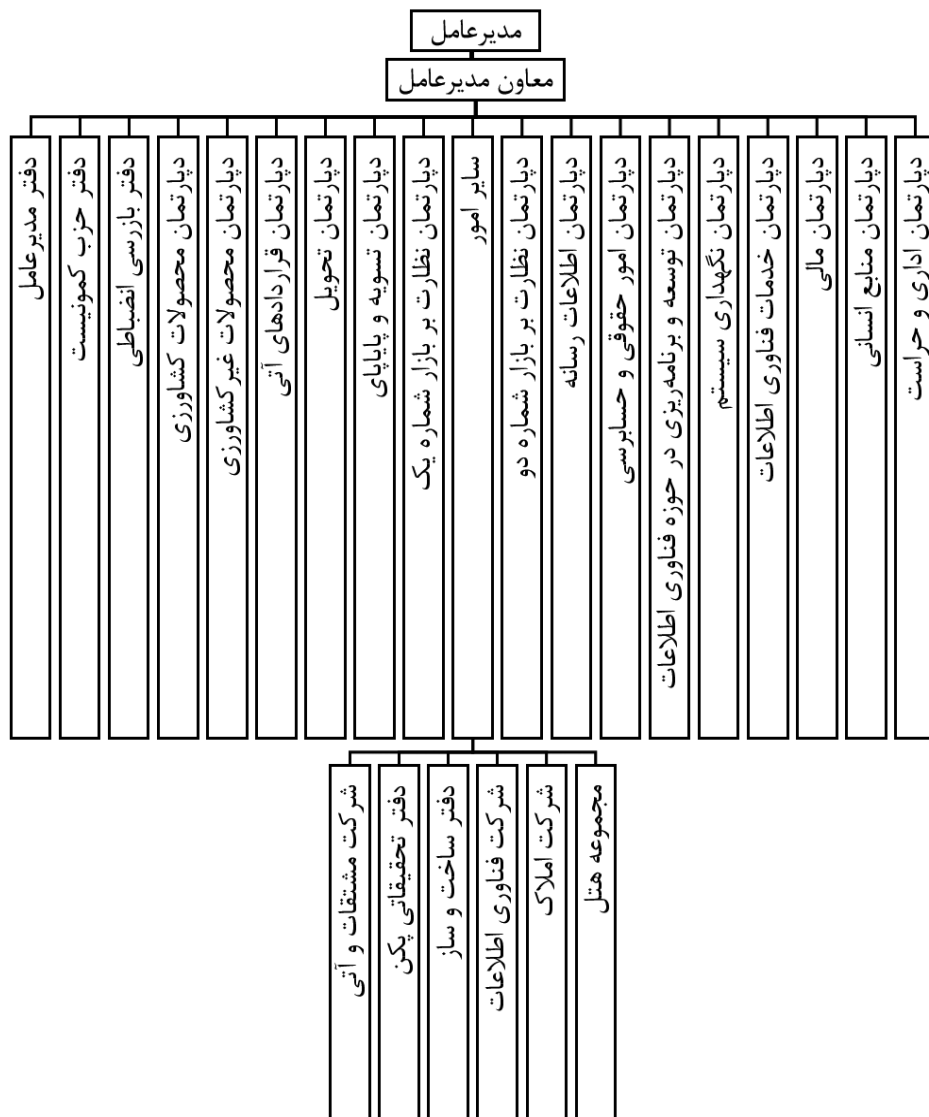 مدیرعامل
معاون مدیرعامل
دپارتمان اداری و حراست
دپارتمان منابع انسانی
دپارتمان مالی
دپارتمان خدمات فناوری اطلاعات
دپارتمان نگهداری سیستم
دپارتمان توسعه و برنامه‌ریزی در حوزه فناوری اطلاعات
دپارتمان امور حقوقی و حسابرسی
دپارتمان اطلاعات رسانه
دپارتمان نظارت بر بازار شماره دو
سایر امور
دپارتمان نظارت بر بازار شماره یک
دپارتمان تسویه و پایاپای
دپارتمان تحویل
دپارتمان قراردادهای آتی
دپارتمان محصولات غیرکشاورزی
دپارتمان محصولات کشاورزی
دفتر بازرسی انضباطی
دفتر حزب کمونیست
دفتر مدیرعامل
مجموعه هتل
شرکت املاک
شرکت فناوری اطلاعات
دفتر ساخت و ساز
دفتر تحقیقاتی پکن
شرکت مشتقات و آتی